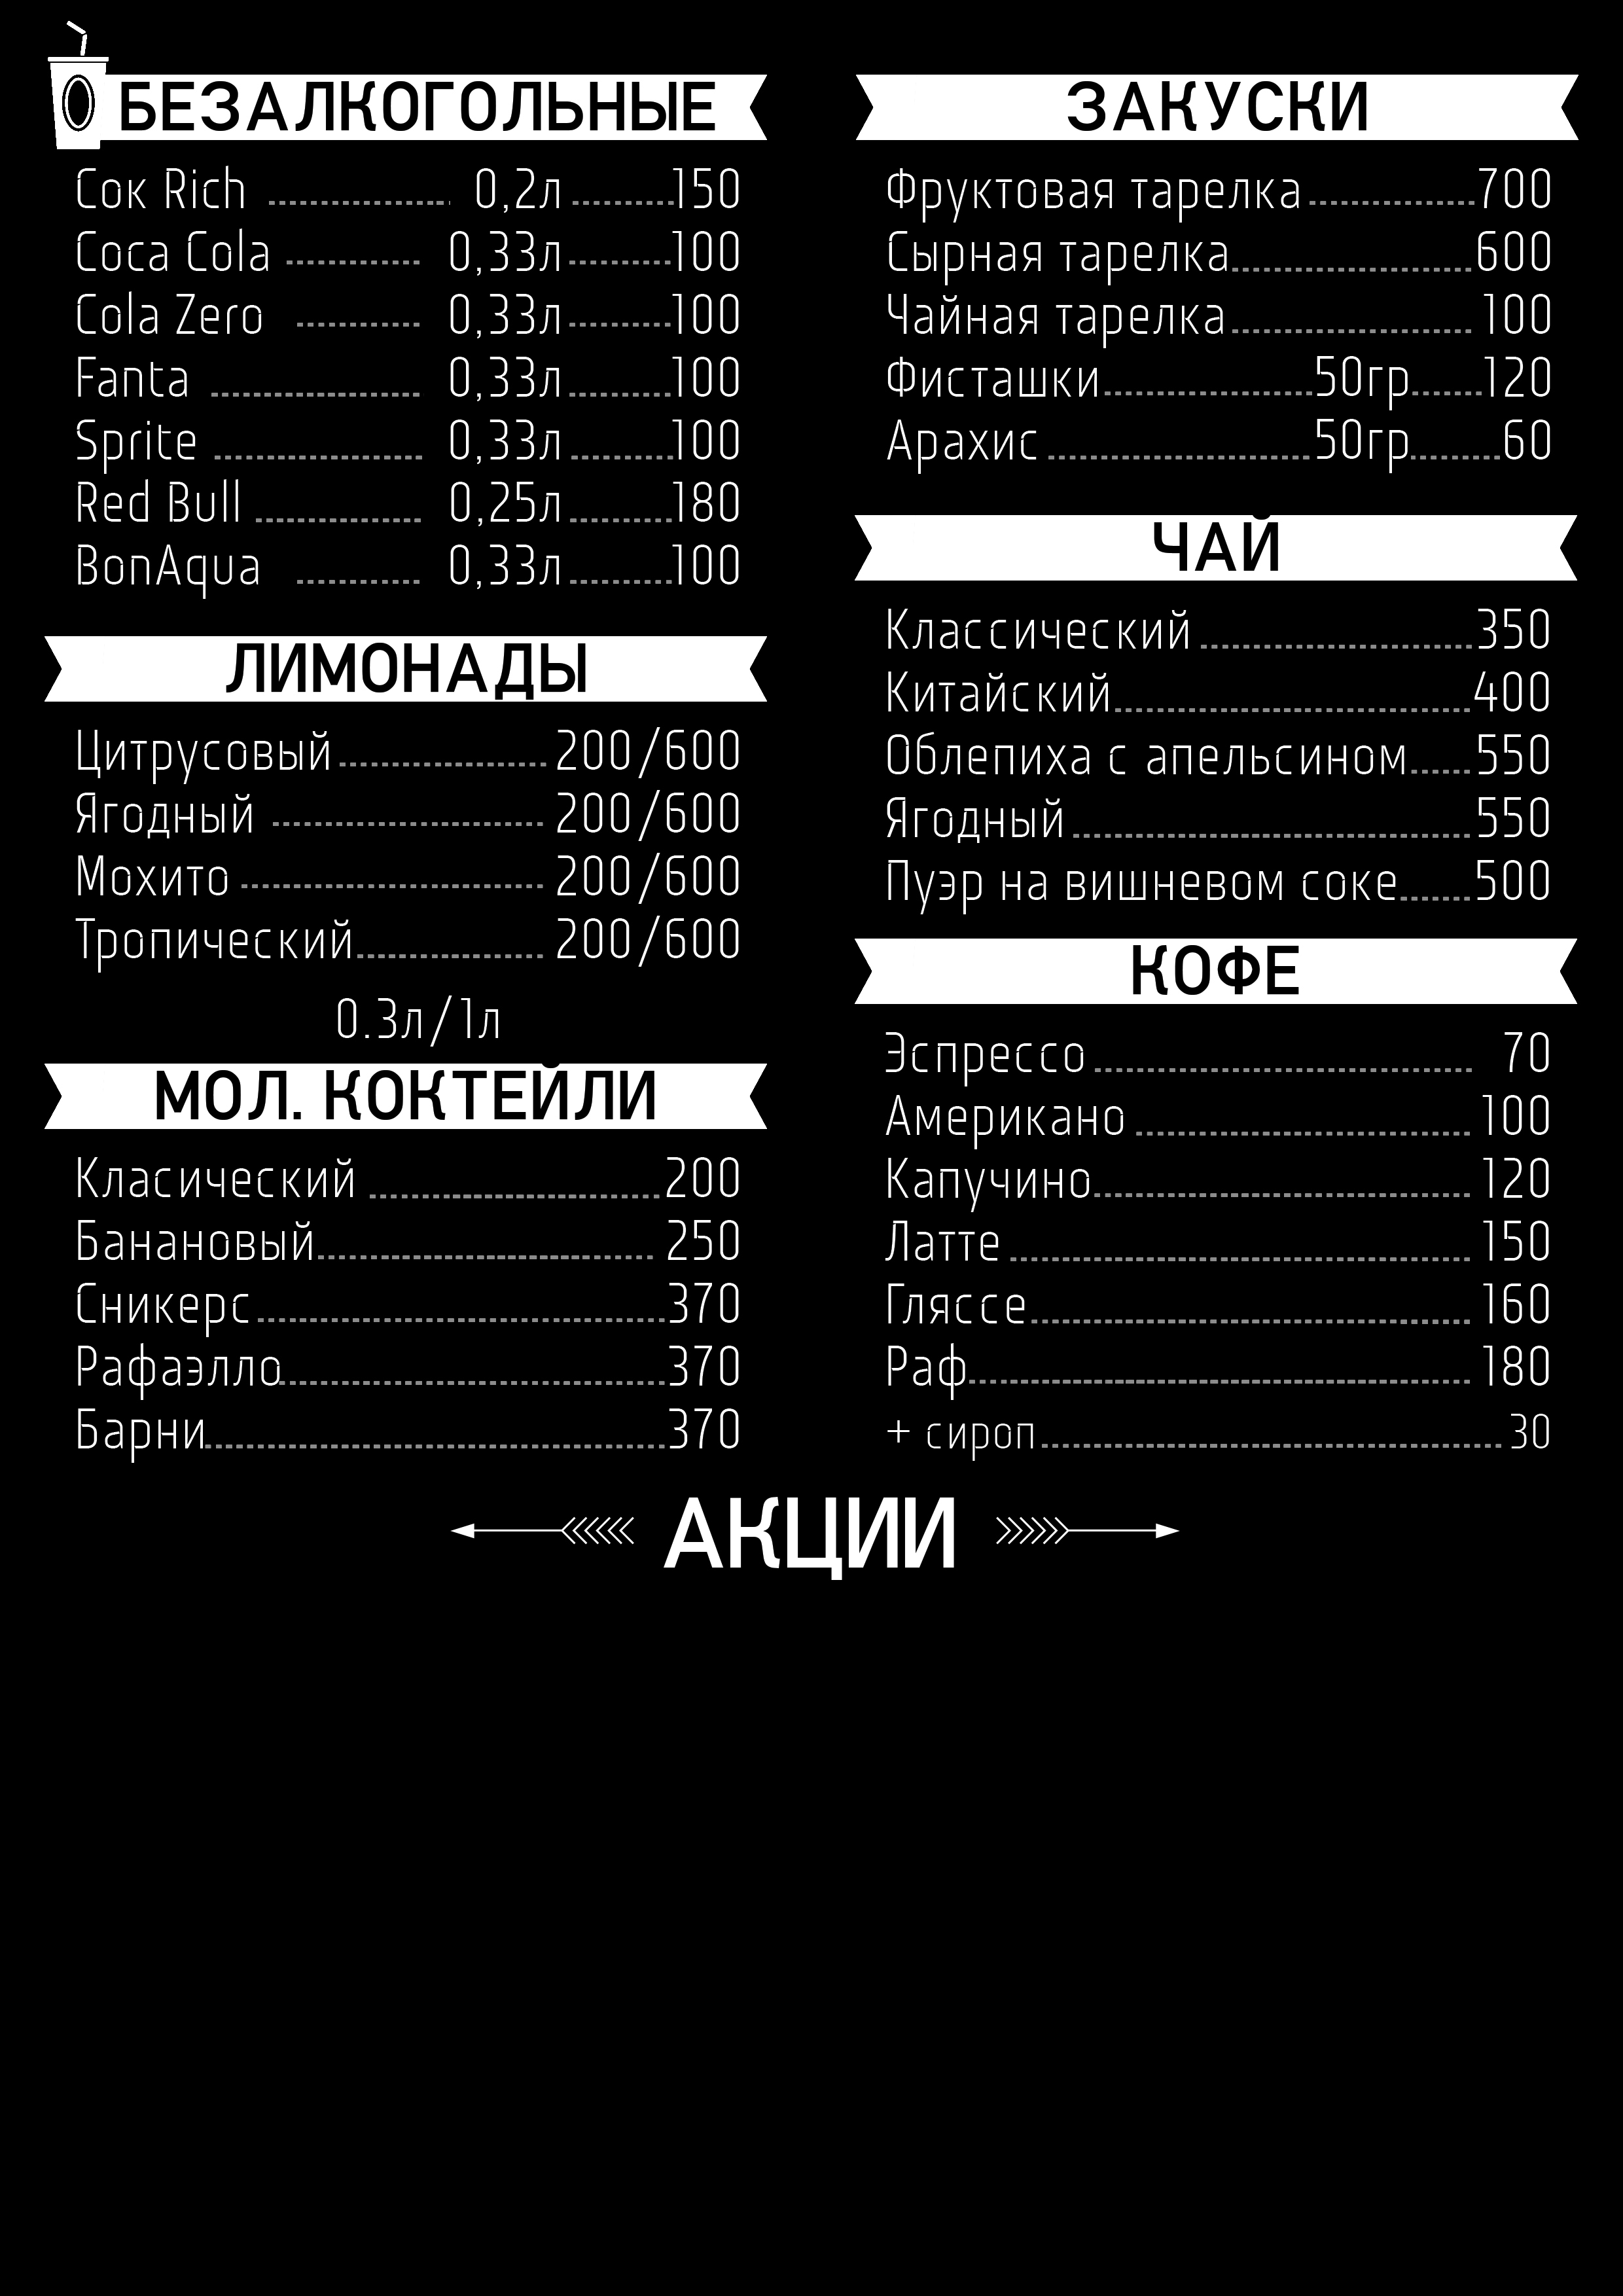 БЕЗАЛКОГОЛЬНЫЕ
Сок Rich 0,2л 150
Coca Cola 0,33л 100
Cola Zero 0,33л 100
Fanta 0,33л 100
Sprite 0,33л 100
Red Bull 0,25л 180
BonAqua 0,33л 100
ЛИМОНАДЫ
Цитрусовый 200/600
Ягодный 200/600
Мохито 200/600
Тропический 200/600
0.3л/1л
МОЛ. КОКТЕЙЛИ
Класический 200
Банановый 250
Сникерс 370
Рафаэлло 370
Барни 370
ЗАКУСКИ
Фруктовая тарелка 700
Сырная тарелка 600
Чайная тарелка 100
Фисташки 50гр 120
Арахис 50гр 60
ЧАЙ
Классический 350
Китайский 400
Облепиха с апельсином 550
Ягодный 550
Пуэр на вишневом соке 500
КОФЕ
Эспрессо 70
Американо 100
Капучино 120
Латте 150
Гляссе 160
Раф 180
+ сироп 30
АКЦИИ